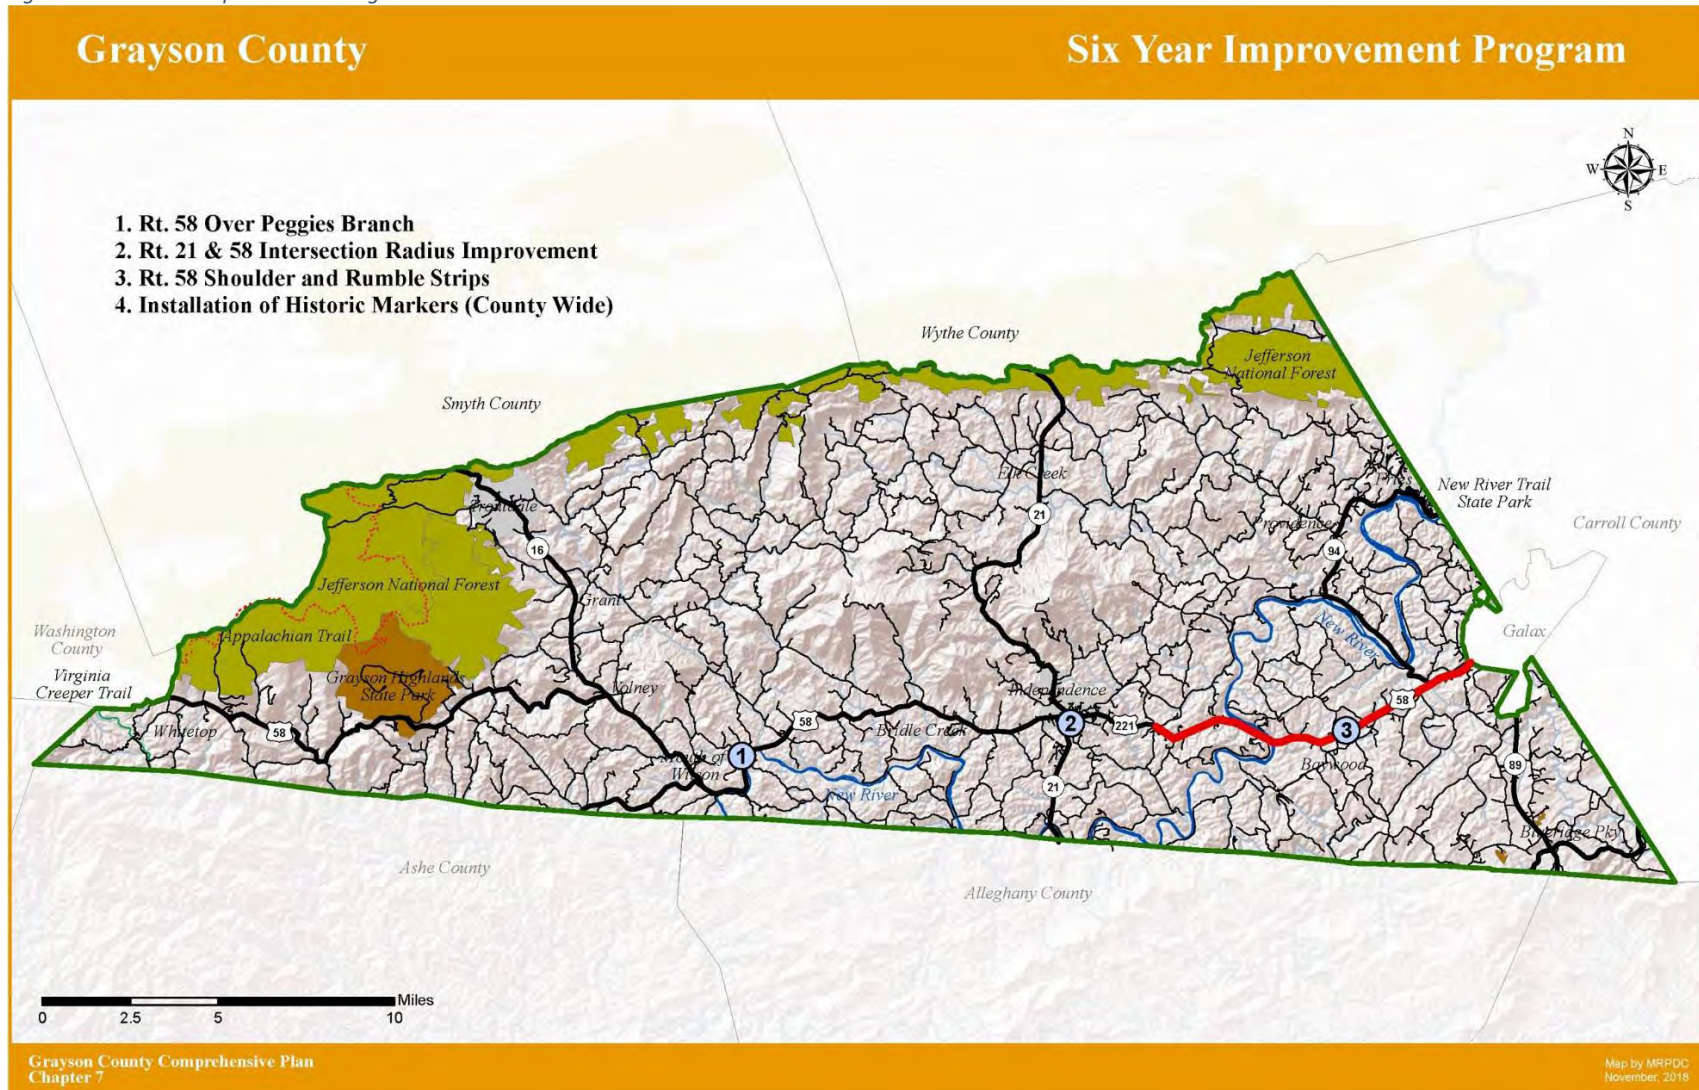 Grayson County
Six Year Improvement Program
N
W E
S
1. Rt. 58 Over Peggies Branch
2. Rt. 21 & 58 Intersection Radius Improvement
3. Rt. 58 Shoulder and Rumble Strips
4. Installation of Historic Markers (County Wide)
Wythe County
Jefferson
National Forest
Smyth County
Elk Creek
Fries
New River Trail
State Park
Troutdale
21
Providence
Carroll County
16
94
Jefferson National Forest
Grant
New River
Washington
County
Appalachian Trail
Galax
Virginia
Creeper Trail
Grayson Highlands
State Park
Volney
Independence
58
Whitetop
58
58
Bridle Creek
2
221
3
1
Mouth of
Wilson
Baywood
89
New River
21
Blueridge Pky
Ashe County
Alleghany County
Miles
0 2.5 5 10
Grayson County Comprehensive Plan
Chapter 7
Map by MRPDC
November, 2018